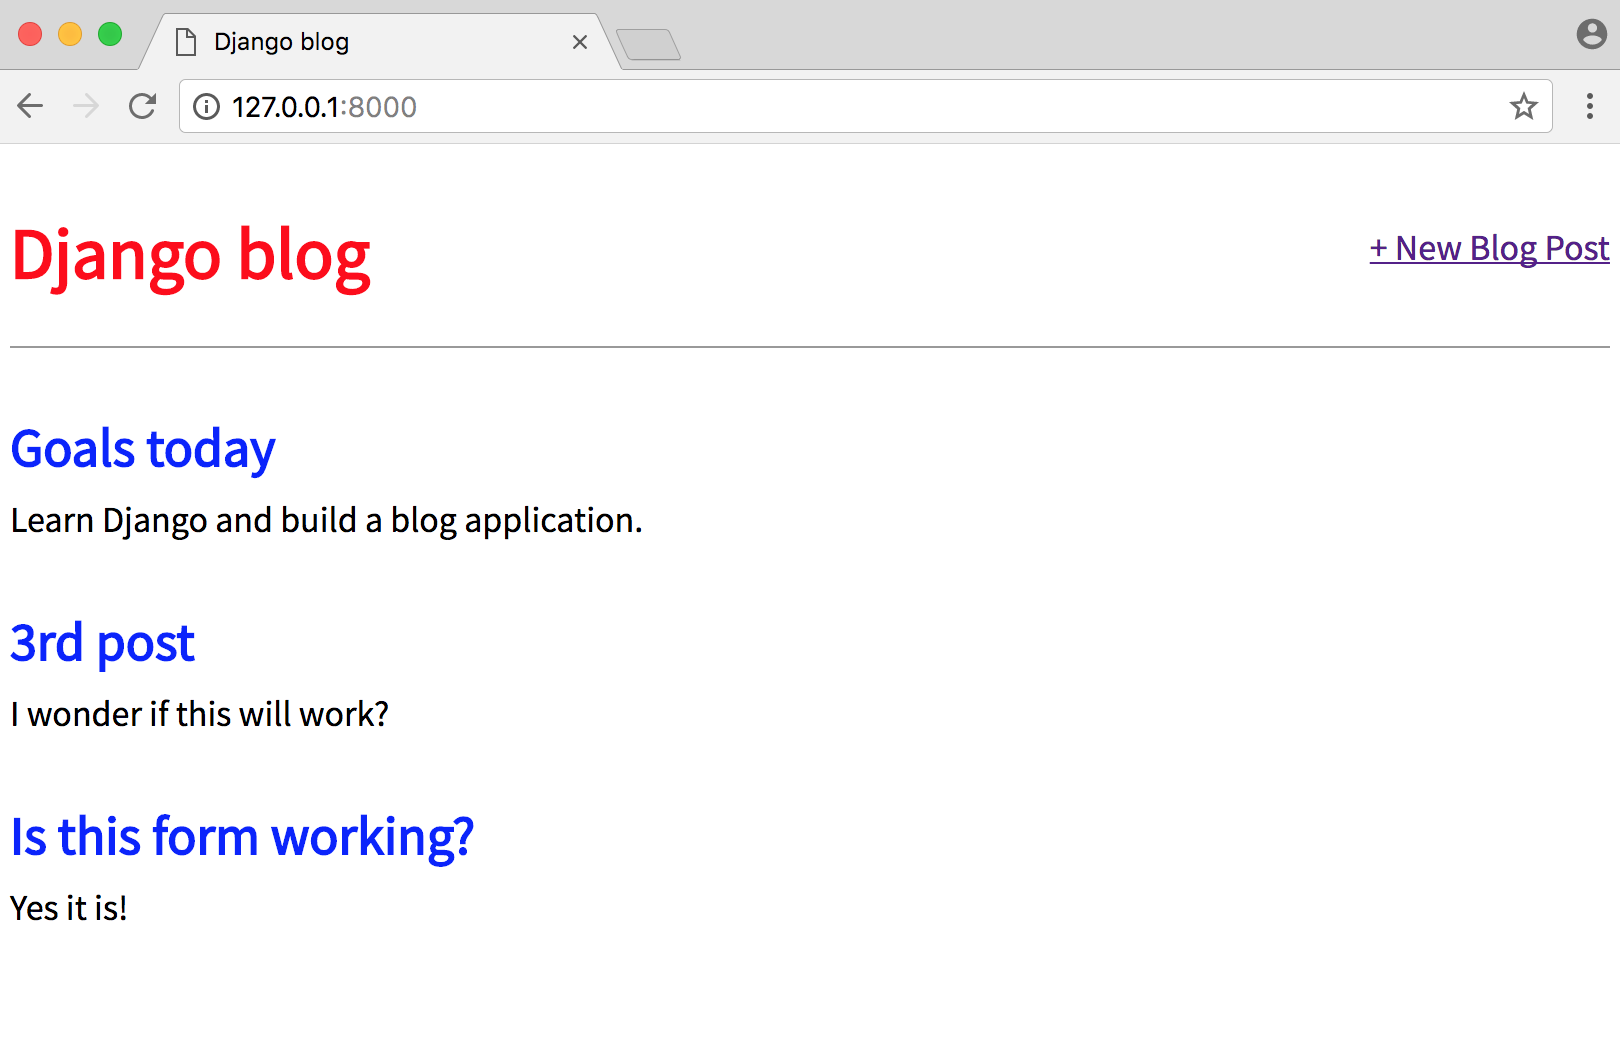 Django blog
127.0.0.1:8000
Django blog
+ New Blog Post
Goals today
Learn Django and build a blog application.
3rd post
I wonder if this will work?
Is this form working?
Yes it is!